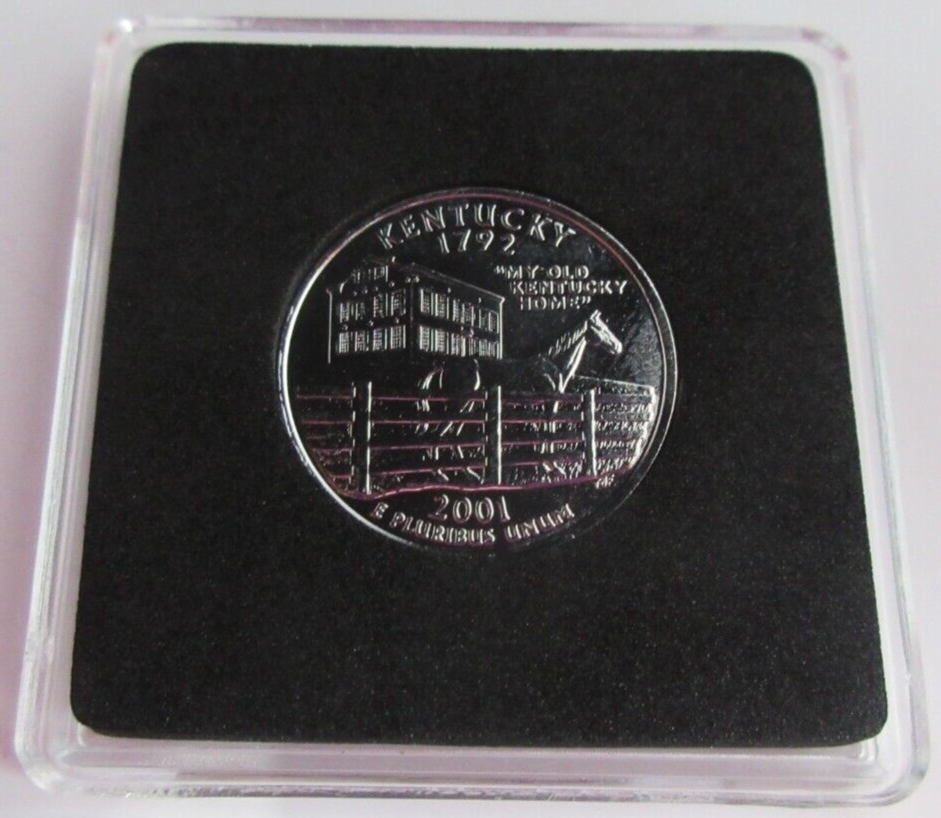 KENTUCKY
1792
"MY OLD
KENTUCKY
HOME"
2001
E PLURIBUS UNUM